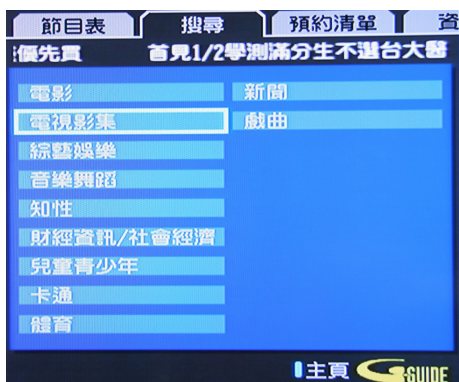 節目表 搜尋 預約清單 資
優先買 首見1/2學測滿分生不選台大醫
電影
電視影集
綜藝娛樂
音樂舞蹈
知性
財經資訊/社會經濟
兒童青少年
卡通
體育
新聞
戲曲
主頁 G-GUIDE